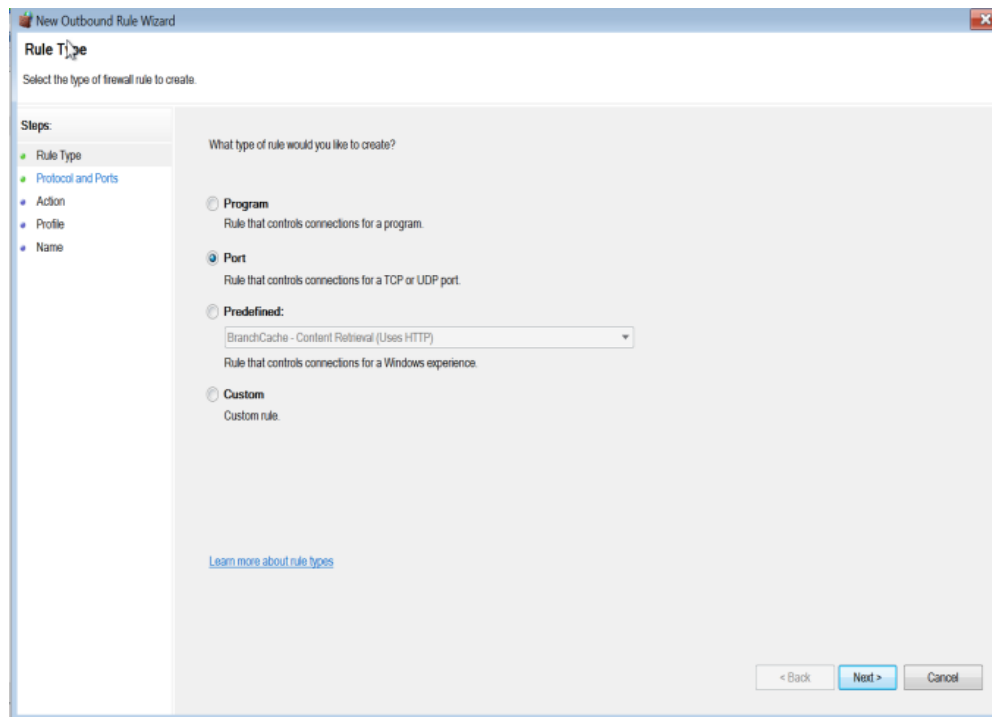 New Outbound Rule Wizard
Rule Type
Select the type of firewall rule to create.
Steps:
Rule Type
Protocol and Ports
Action
Profile
Name
What type of rule would you like to create?
Program
Rule that controls connections for a program.
Port
Rule that controls connections for a TCP or UDP port.
Predefined:
BranchCache - Content Retrieval (Uses HTTP)
Rule that controls connections for a Windows experience.
Custom
Custom rule.
Learn more about rule types
< Back Next > Cancel